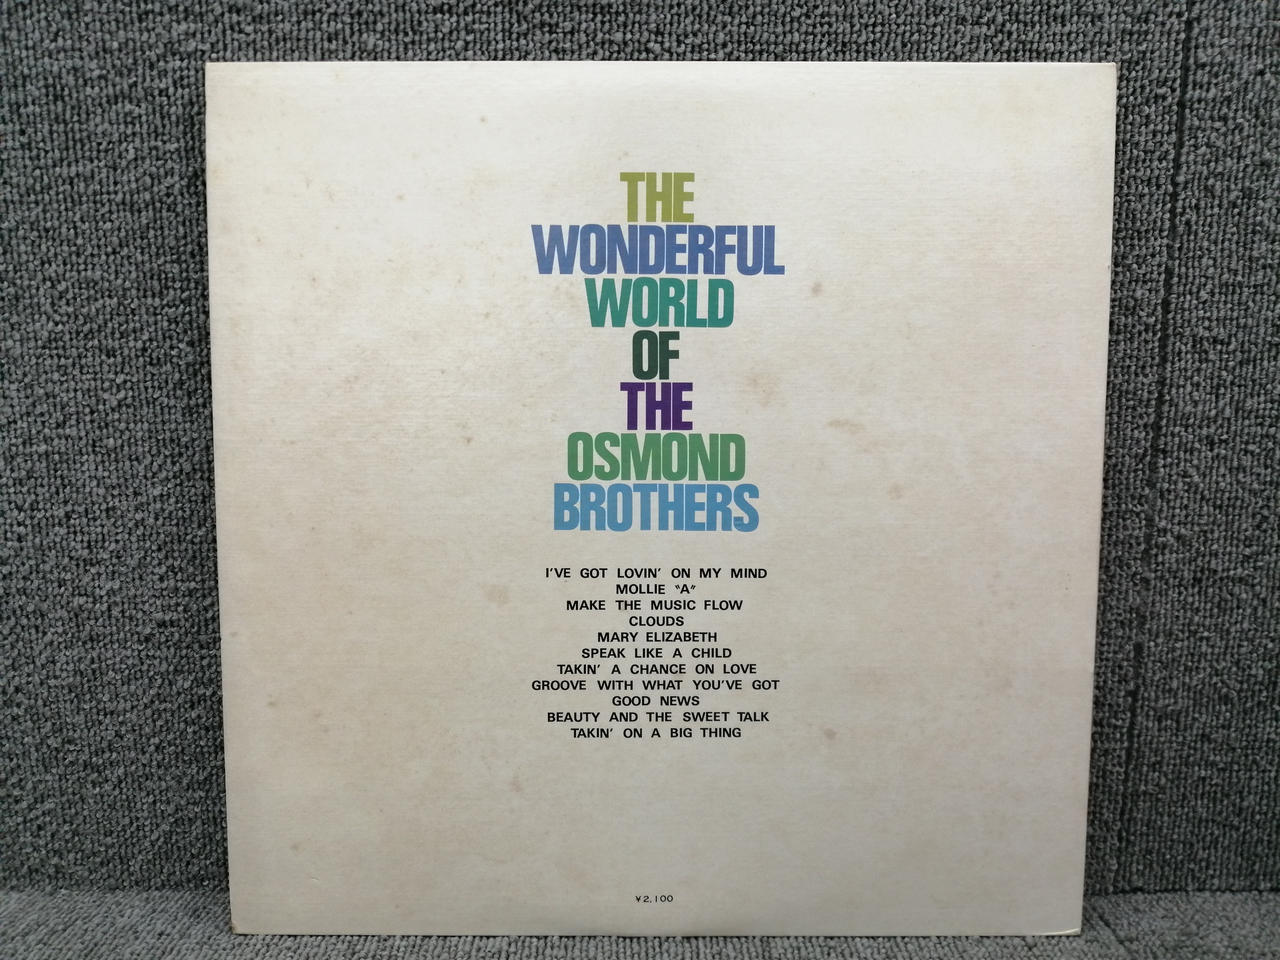 THE
WONDERFUL
WORLD
OF
THE
OSMOND
BROTHERS
I'VE GOT LOVIN' ON MY MIND
MOLLIE "A"
MAKE THE MUSIC FLOW
CLOUDS
MARY ELIZABETH
SPEAK LIKE A CHILD
TAKIN' A CHANCE ON LOVE
GROOVE WITH WHAT YOU'VE GOT
GOOD NEWS
BEAUTY AND THE SWEET TALK
TAKIN' ON A BIG THING
¥2,100